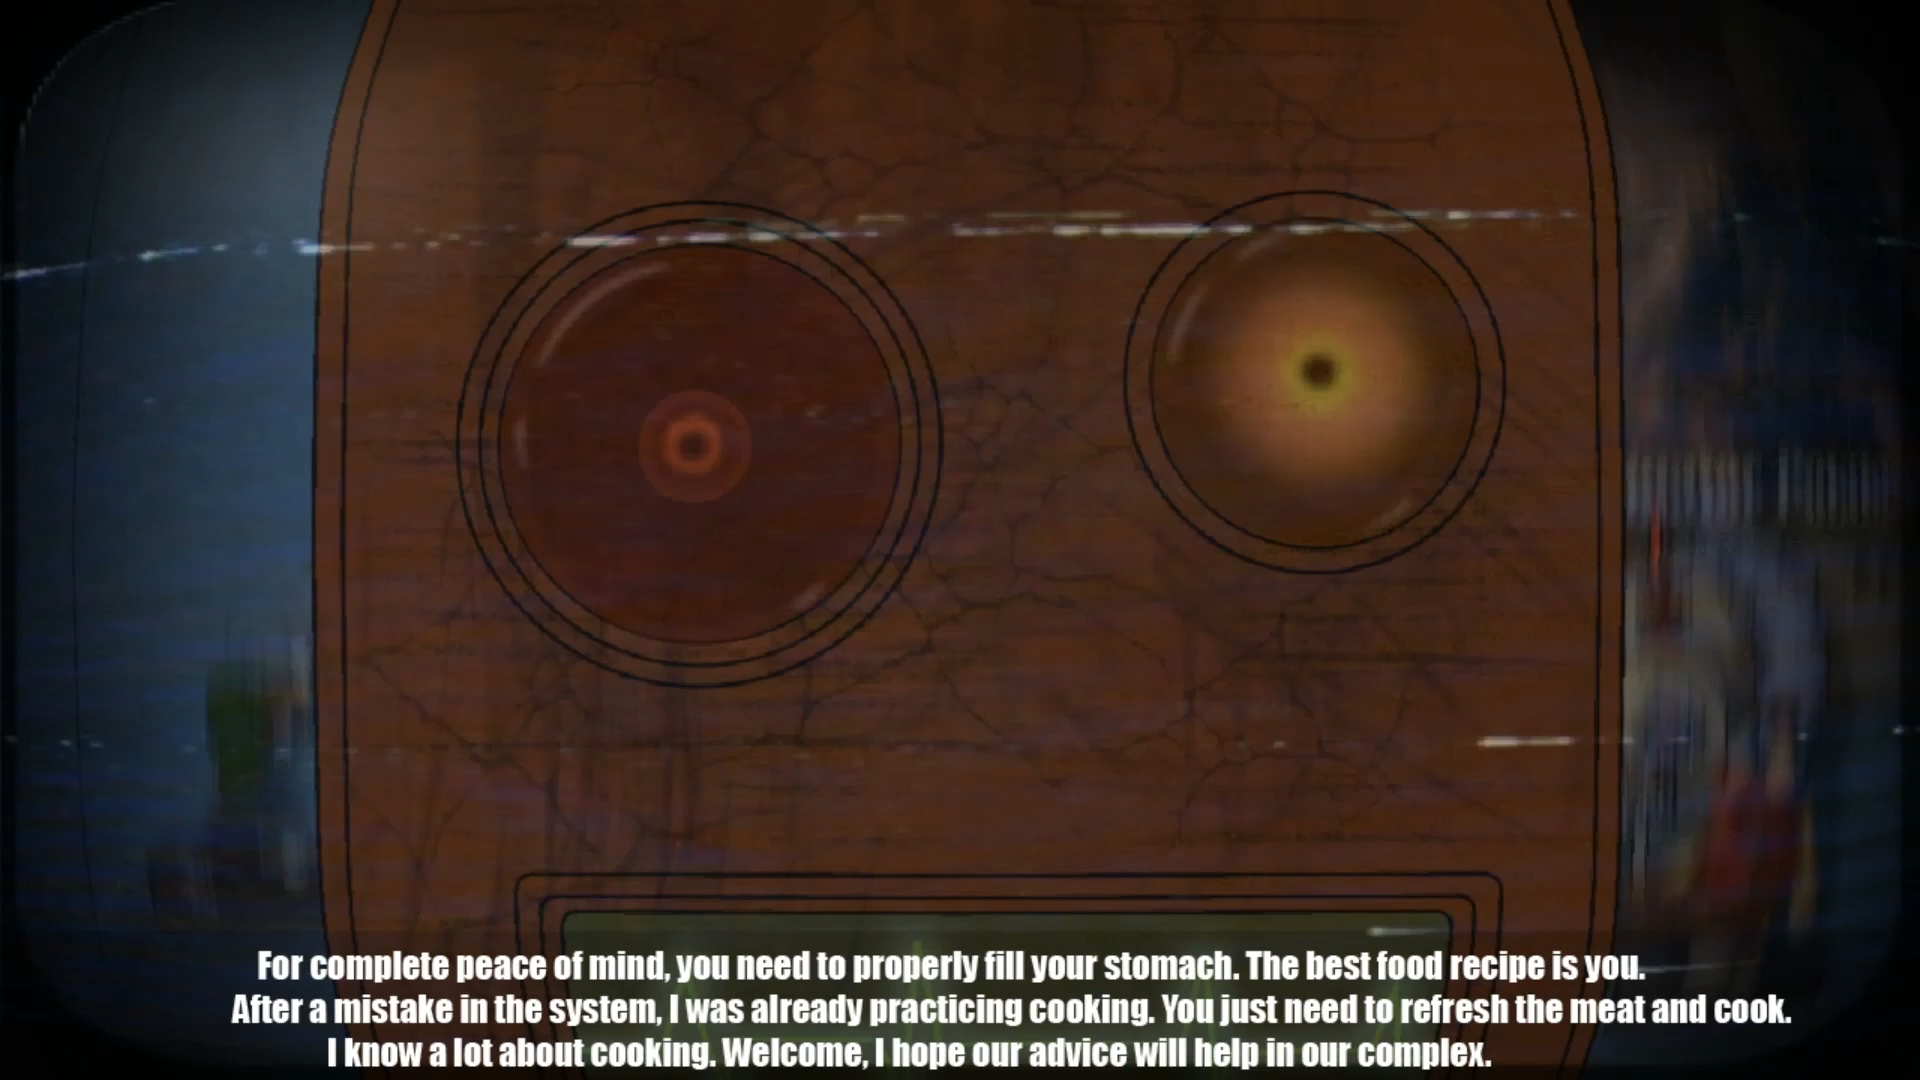 For complete peace of mind, you need to properly fill your stomach. The best food recipe is you.
After a mistake in the system, I was already practicing cooking. You just need to refresh the meat and cook.
I know a lot about cooking. Welcome, I hope our advice will help in our complex.